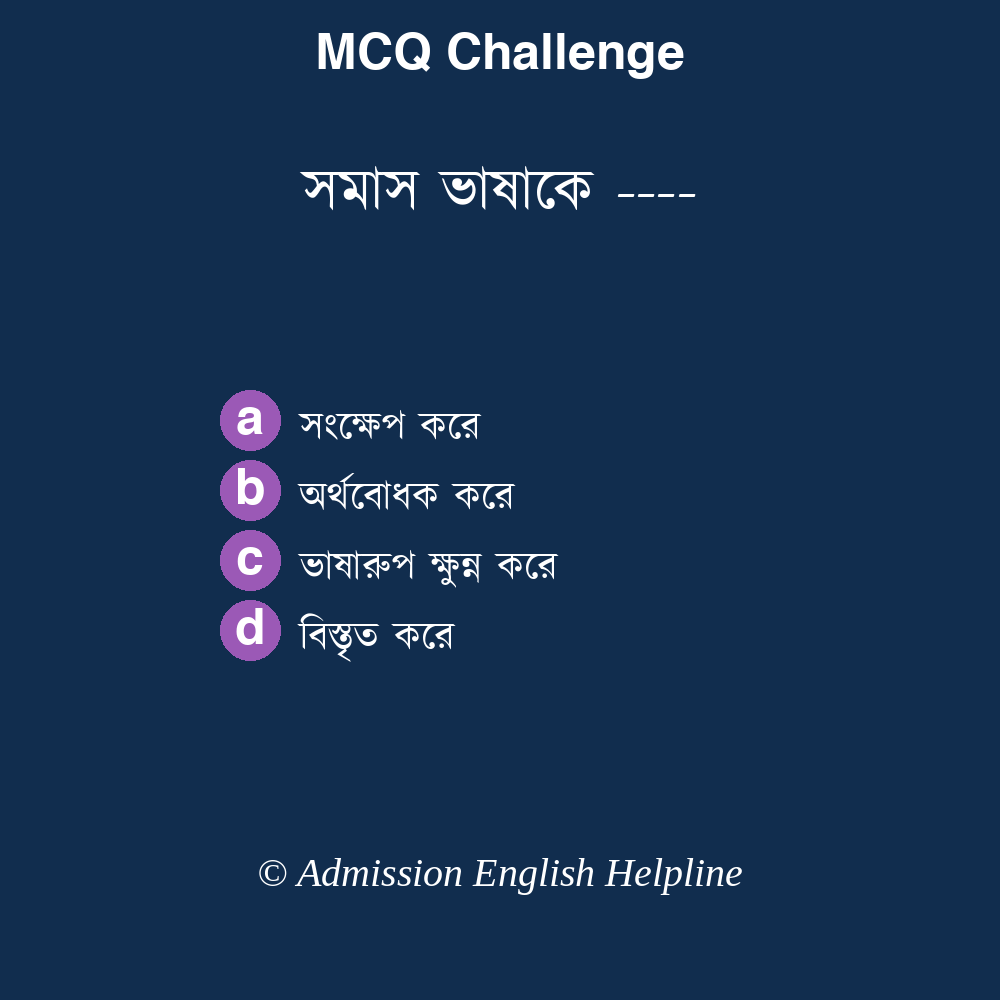 MCQ Challenge
সমাস ভাষাকে ----
a সংক্ষেপ করে
b অর্থবোধক করে
c ভাষারুপ ক্ষুন্ন করে
d বিস্তৃত করে
© Admission English Helpline